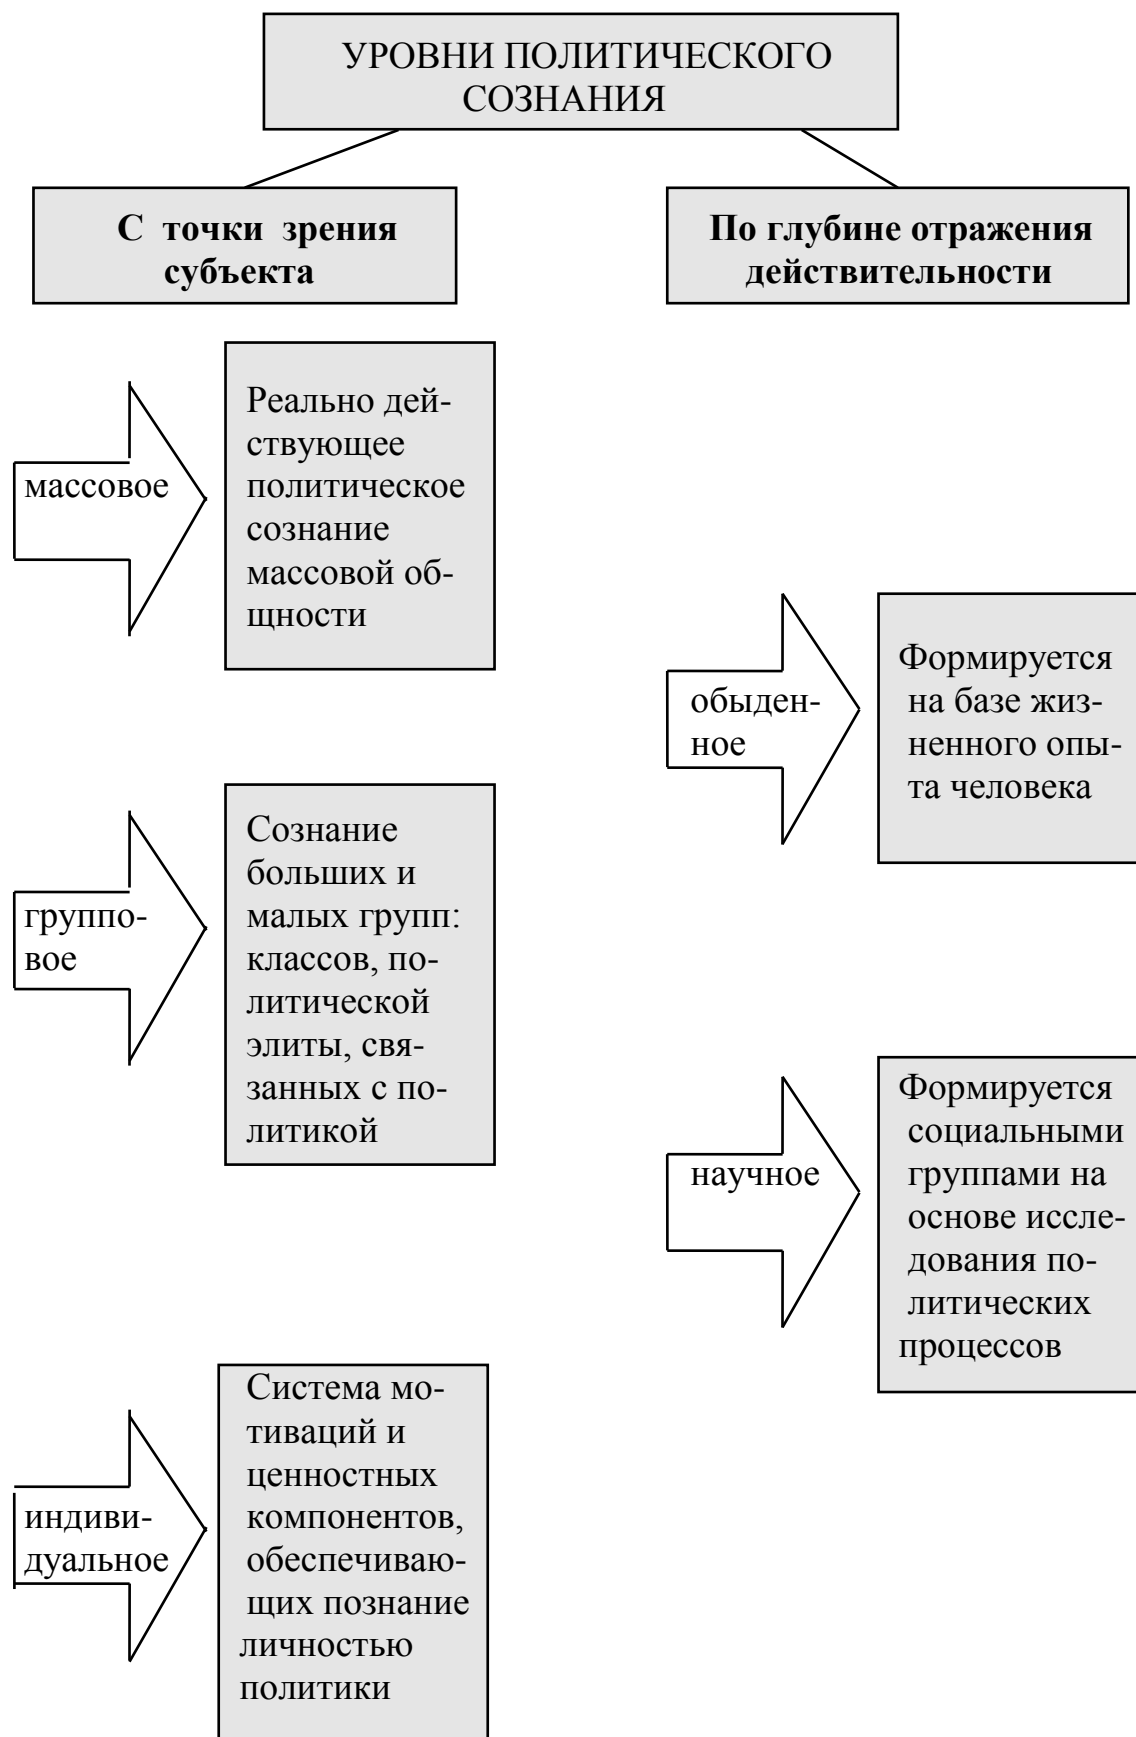 УРОВНИ ПОЛИТИЧЕСКОГО
СОЗНАНИЯ
С точки зрения
субъекта
По глубине отражения
действительности
массовое
Реально дей-
ствующее
политическое
сознание
массовой об-
щности
группо-
вое
Сознание
больших и
малых групп:
классов, по-
литической
элиты, свя-
занных с по-
литикой
индиви-
дуальное
Система мо-
тиваций и
ценностных
компонентов,
обеспечиваю-
щих познание
личностью
политики
обыден-
ное
Формируется
на базе жиз-
ненного опы-
та человека
научное
Формируется
социальными
группами на
основе иссле-
дования по-
литических
процессов